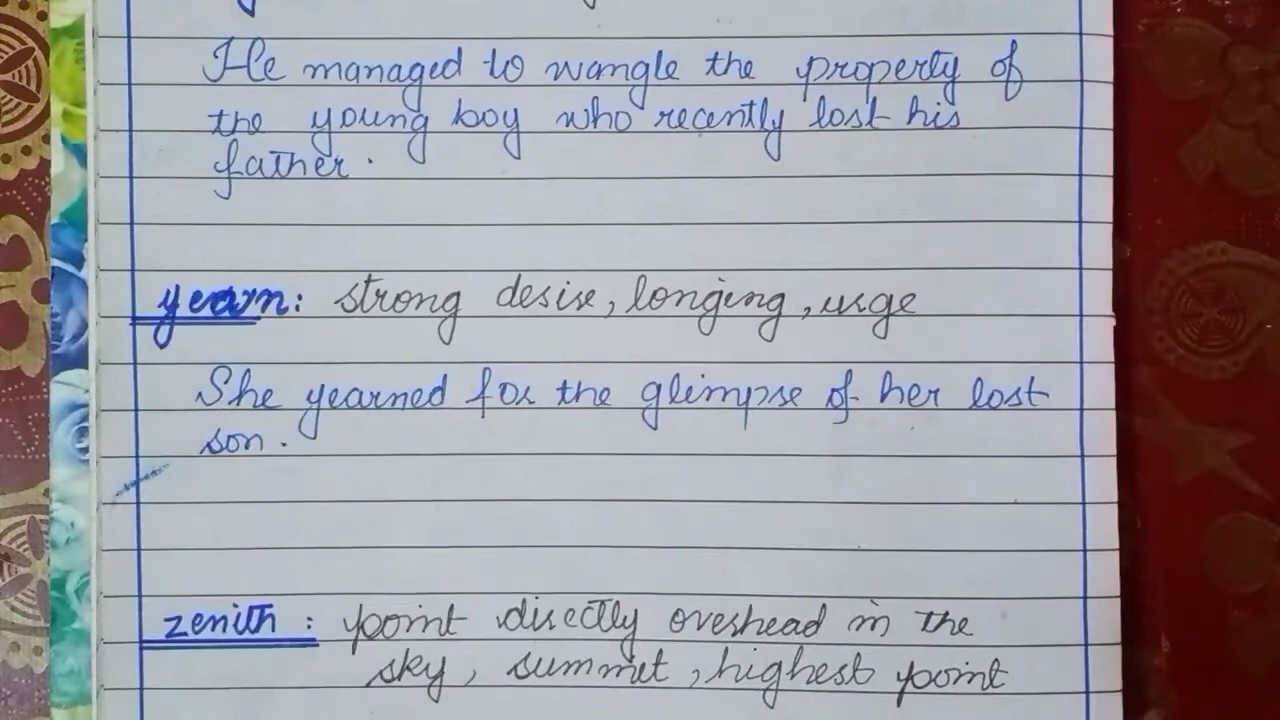 He managed to wangle the property of
the young boy who recently lost his
father.
yearn: strong desire, longing, urge
She yearned for the glimpse of her lost
son.
zenith : point directly overhead in the
sky, summit, highest point